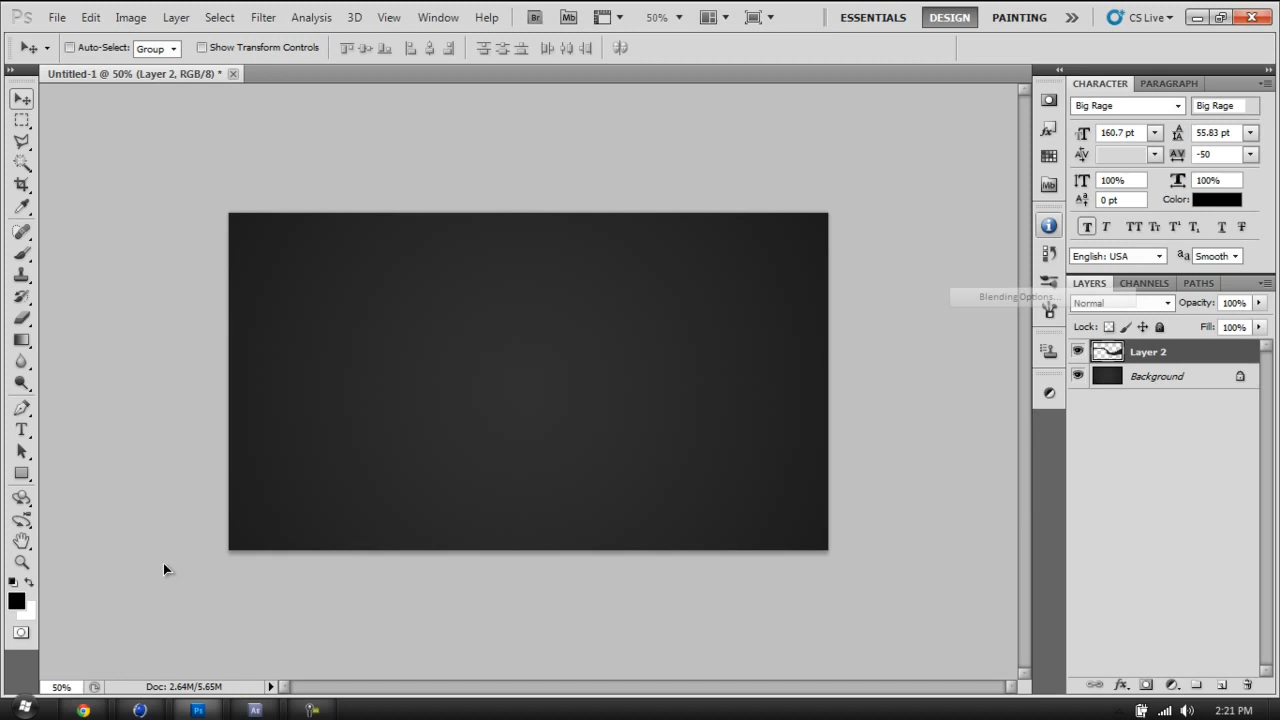 Ps File Edit Image Layer Select Filter Analysis 3D View Window Help Br Mb 50% ESSENTIALS DESIGN PAINTING CS Live
Auto-Select: Group Show Transform Controls
Untitled-1 @ 50% (Layer 2, RGB/8) *
CHARACTER PARAGRAPH
Big Rage Big Rage
160.7 pt 55.83 pt
-50
100% 100%
0 pt Color:
English: USA Smooth
LAYERS CHANNELS PATHS
Blending Options...
Normal Opacity: 100%
Lock: Fill: 100%
Layer 2
Background
50% Doc: 2.64M/5.65M
Ps Ae
2:21 PM